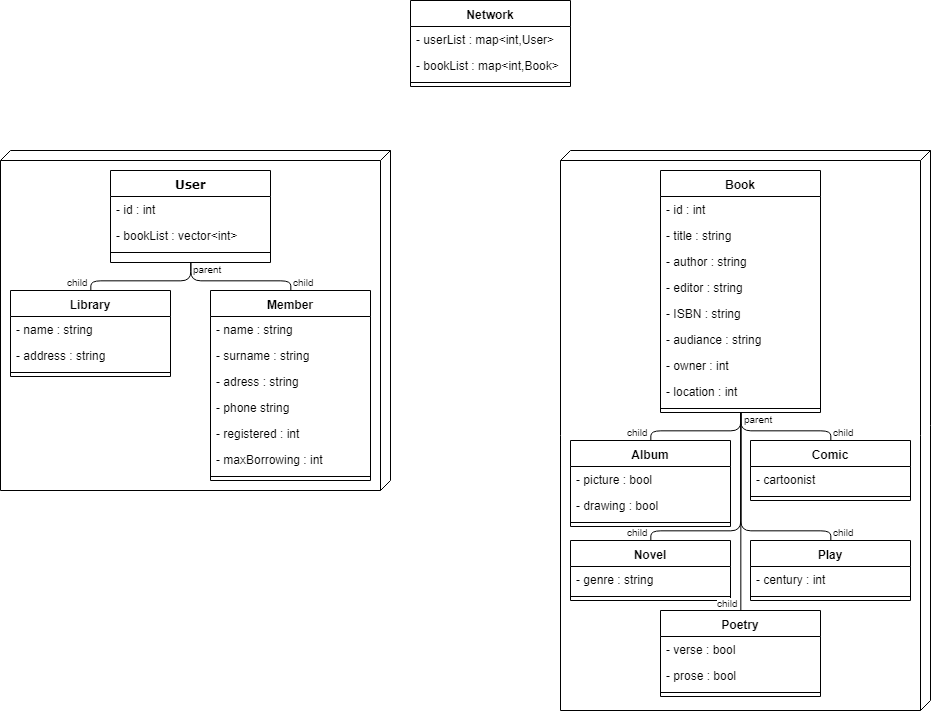 Network
- userList : map<int,User>
- bookList : map<int,Book>
User
- id : int
- bookList : vector<int>
parent
child
child
Library
- name : string
- address : string
Member
- name : string
- surname : string
- adress : string
- phone string
- registered : int
- maxBorrowing : int
Book
- id : int
- title : string
- author : string
- editor : string
- ISBN : string
- audiance : string
- owner : int
- location : int
parent
child
child
Album
- picture : bool
- drawing : bool
Comic
- cartoonist
child
child
Novel
- genre : string
Play
- century : int
child
Poetry
- verse : bool
- prose : bool